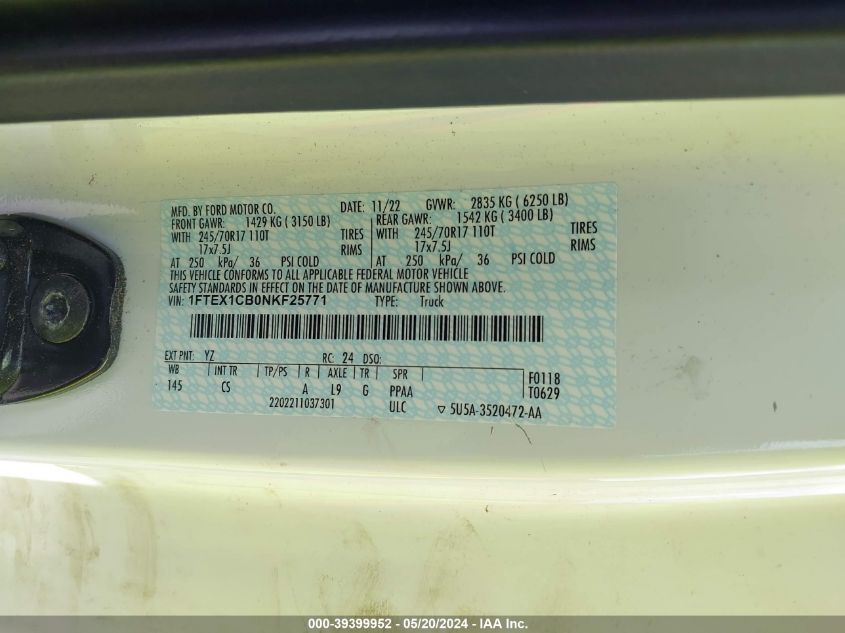 MFD. BY FORD MOTOR CO. DATE: 11/22 GVWR: 2835 KG ( 6250 LB)
FRONT GAWR: 1429 KG ( 3150 LB) REAR GAWR: 1542 KG ( 3400 LB)
WITH 245/70R17 110T TIRES WITH 245/70R17 110T TIRES
17x7.5J RIMS 17x7.5J RIMS
AT 250 kPa/ 36 PSI COLD AT 250 kPa/ 36 PSI COLD
THIS VEHICLE CONFORMS TO ALL APPLICABLE FEDERAL MOTOR VEHICLE
SAFETY STANDARDS IN EFFECT ON THE DATE OF MANUFACTURE SHOWN ABOVE.
VIN: 1FTEX1CB0NKF25771 TYPE: Truck
EXT PNT: YZ RC: 24 DSO:
WB INT TR TP/PS R AXLE TR SPR F0118
145 CS A L9 G PPAA T0629
2202211037301 ULC ▽ 5U5A-3520472-AA
000-39399952 - 05/20/2024 - IAAI.COM